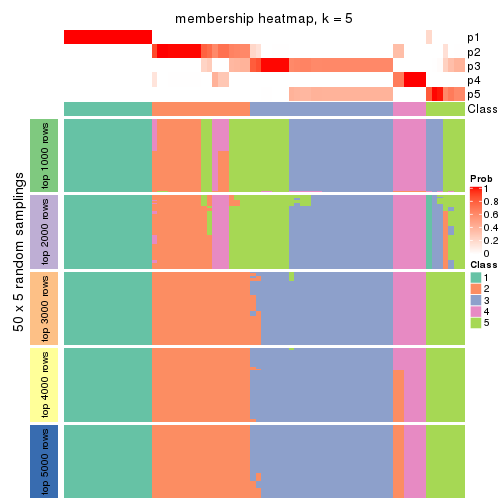 membership heatmap, k = 5
p1
p2
p3
p4
p5
Class
50 x 5 random samplings
top 1000 rows
top 2000 rows
top 3000 rows
top 4000 rows
top 5000 rows
Prob
1
0.8
0.6
0.4
0.2
0
Class
1
2
3
4
5